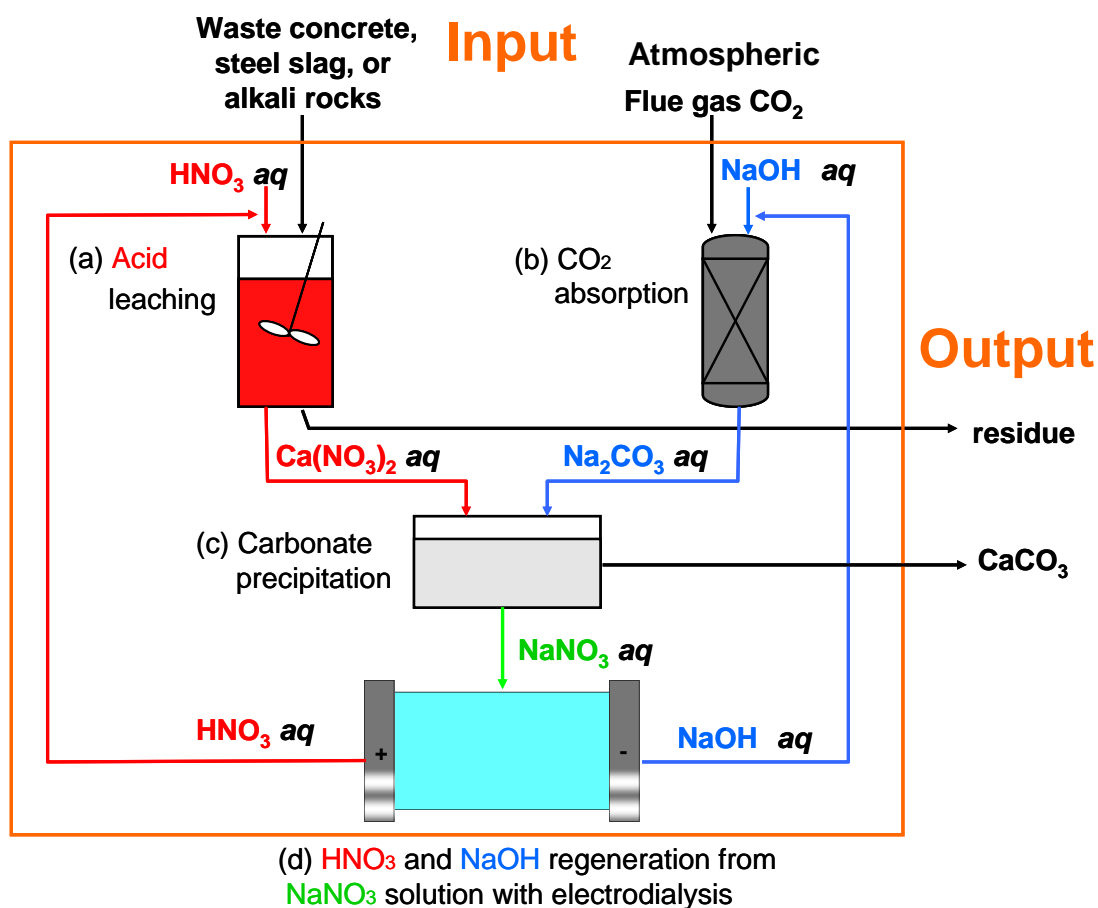 Waste concrete,
steel slag, or
alkali rocks
Input
Atmospheric
Flue gas CO₂
HNO₃ aq
NaOH aq
(a) Acid
leaching
(b) CO₂
absorption
Output
residue
Ca(NO₃)₂ aq
Na₂CO₃ aq
(c) Carbonate
precipitation
CaCO₃
NaNO₃ aq
HNO₃ aq
+
-
NaOH aq
(d) HNO₃ and NaOH regeneration from
NaNO₃ solution with electrodialysis